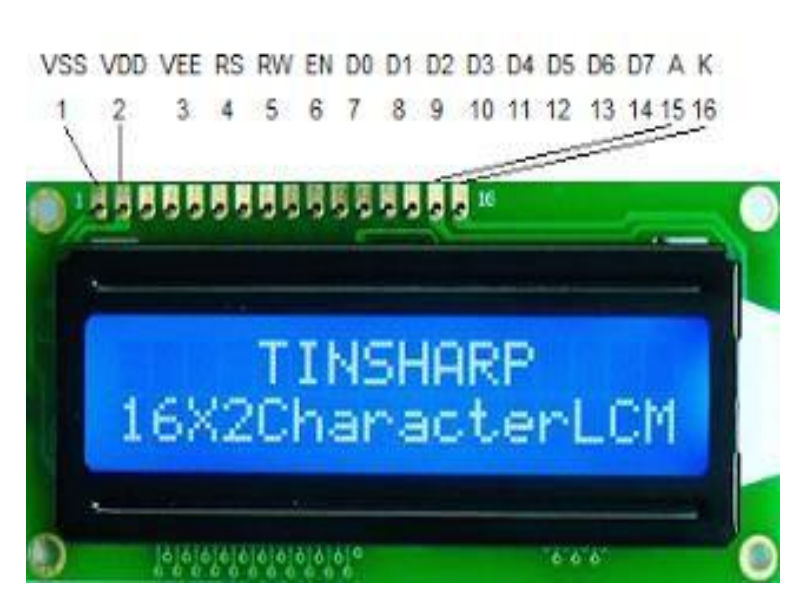 VSS VDD VEE RS RW EN D0 D1 D2 D3 D4 D5 D6 D7 A K
1 2 3 4 5 6 7 8 9 10 11 12 13 14 15 16
1 16
TINSHARP
16X2CharacterLCM